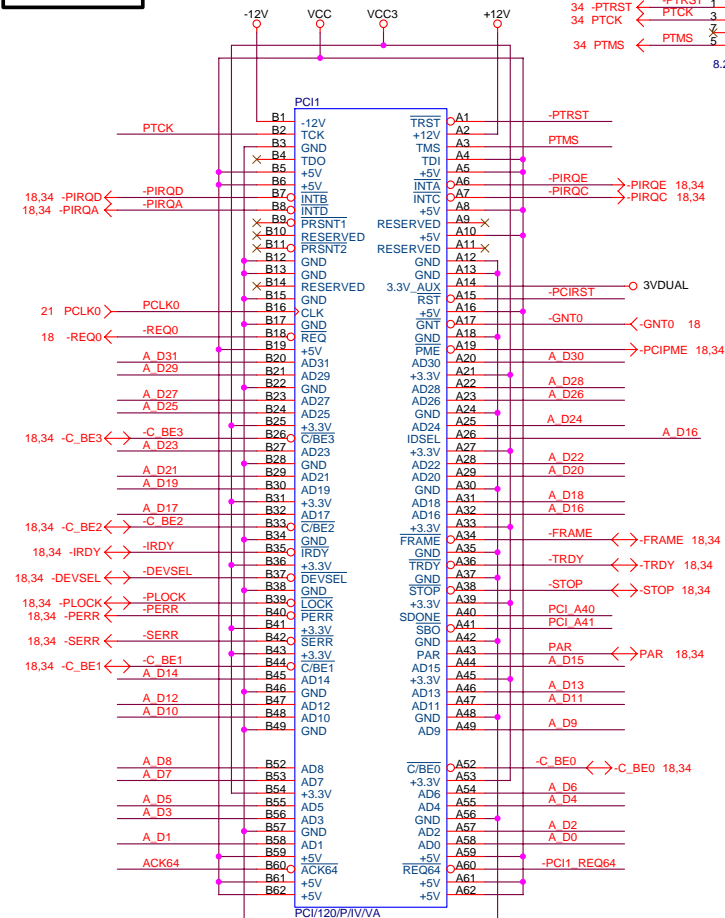 -12V VCC VCC3 +12V
34 -PTRST -PTRST 1
34 PTCK PTCK 3
7
34 PTMS PTMS 5
8.2
PCI1
B1 -12V TRST A1 -PTRST
PTCK B2 TCK +12V A2
B3 GND TMS A3 PTMS
B4 TDO TDI A4
B5 +5V +5V A5
B6 +5V INTA A6 -PIRQE -PIRQE 18,34
18,34 -PIRQD -PIRQD B7 INTB INTC A7 -PIRQC -PIRQC 18,34
18,34 -PIRQA -PIRQA B8 INTD +5V A8
B9 PRSNT1 RESERVED A9
B10 RESERVED +5V A10
B11 PRSNT2 RESERVED A11
B12 GND GND A12
B13 GND GND A13
B14 RESERVED 3.3V_AUX A14 3VDUAL
B15 GND RST A15 -PCIRST
21 PCLK0 PCLK0 B16 CLK +5V A16
B17 GND GNT A17 -GNT0 -GNT0 18
18 -REQ0 -REQ0 B18 REQ GND A18
B19 +5V PME A19 -PCIPME 18,34
A_D31 B20 AD31 AD30 A20 A_D30
A_D29 B21 AD29 +3.3V A21
B22 GND AD28 A22 A_D28
A_D27 B23 AD27 AD26 A23 A_D26
A_D25 B24 AD25 GND A24
B25 +3.3V AD24 A25 A_D24
18,34 -C_BE3 -C_BE3 B26 C/BE3 IDSEL A26 A_D16
A_D23 B27 AD23 +3.3V A27
B28 GND AD22 A28 A_D22
A_D21 B29 AD21 AD20 A29 A_D20
A_D19 B30 AD19 GND A30
B31 +3.3V AD18 A31 A_D18
A_D17 B32 AD17 AD16 A32 A_D16
18,34 -C_BE2 -C_BE2 B33 C/BE2 +3.3V A33
B34 GND FRAME A34 -FRAME -FRAME 18,34
18,34 -IRDY -IRDY B35 IRDY GND A35
B36 +3.3V TRDY A36 -TRDY -TRDY 18,34
18,34 -DEVSEL -DEVSEL B37 DEVSEL GND A37
B38 GND STOP A38 -STOP -STOP 18,34
18,34 -PLOCK -PLOCK B39 LOCK +3.3V A39
18,34 -PERR -PERR B40 PERR SDONE A40 PCI_A40
B41 +3.3V SBO A41 PCI_A41
18,34 -SERR -SERR B42 SERR GND A42
B43 +3.3V PAR A43 PAR PAR 18,34
18,34 -C_BE1 -C_BE1 B44 C/BE1 AD15 A44 A_D15
A_D14 B45 AD14 +3.3V A45
B46 GND AD13 A46 A_D13
A_D12 B47 AD12 AD11 A47 A_D11
A_D10 B48 AD10 GND A48
B49 GND AD9 A49 A_D9
A_D8 B52 AD8 C/BE0 A52 -C_BE0 -C_BE0 18,34
A_D7 B53 AD7 +3.3V A53
B54 +3.3V AD6 A54 A_D6
A_D5 B55 AD5 AD4 A55 A_D4
A_D3 B56 AD3 GND A56
B57 GND AD2 A57 A_D2
A_D1 B58 AD1 AD0 A58 A_D0
B59 +5V +5V A59
ACK64 B60 ACK64 REQ64 A60 -PCI1_REQ64
B61 +5V +5V A61
B62 +5V +5V A62
PCI/120/P/IV/VA